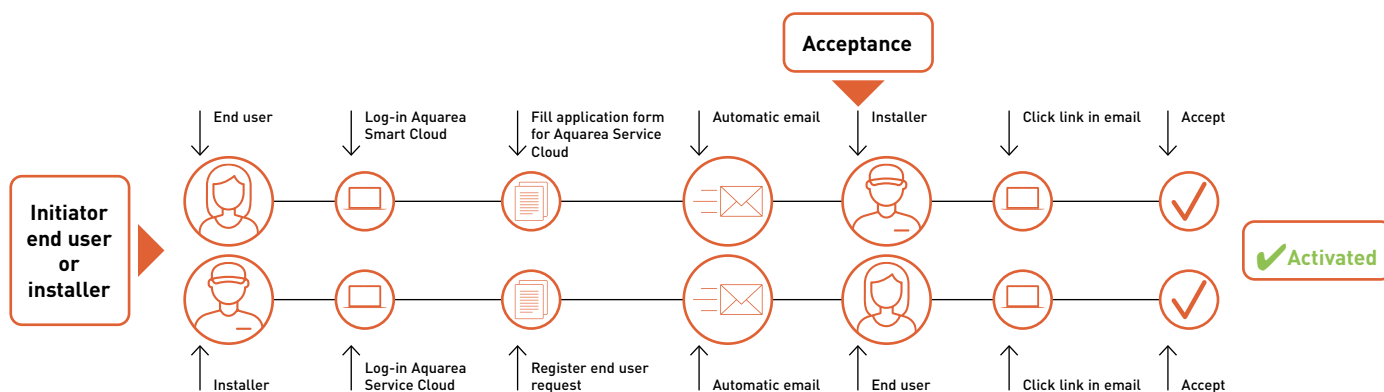 Acceptance
End user
Log-in Aquarea
Smart Cloud
Fill application form
for Aquarea Service
Cloud
Automatic email
Installer
Click link in email
Accept
Initiator
end user
or
installer
Activated
Installer
Log-in Aquarea
Service Cloud
Register end user
request
Automatic email
End user
Click link in email
Accept